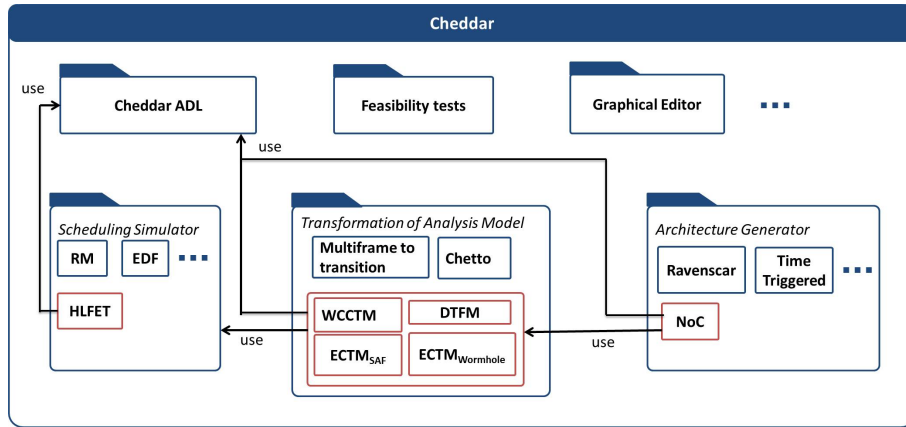 Cheddar
use
Cheddar ADL
Feasibility tests
Graphical Editor
...
use
Scheduling Simulator
RM
EDF
...
HLFET
Transformation of Analysis Model
Multiframe to
transition
Chetto
WCCTM
DTFM
ECTMSAF
ECTMWormhole
use
Architecture Generator
Ravenscar
Time
Triggered
...
NoC
use